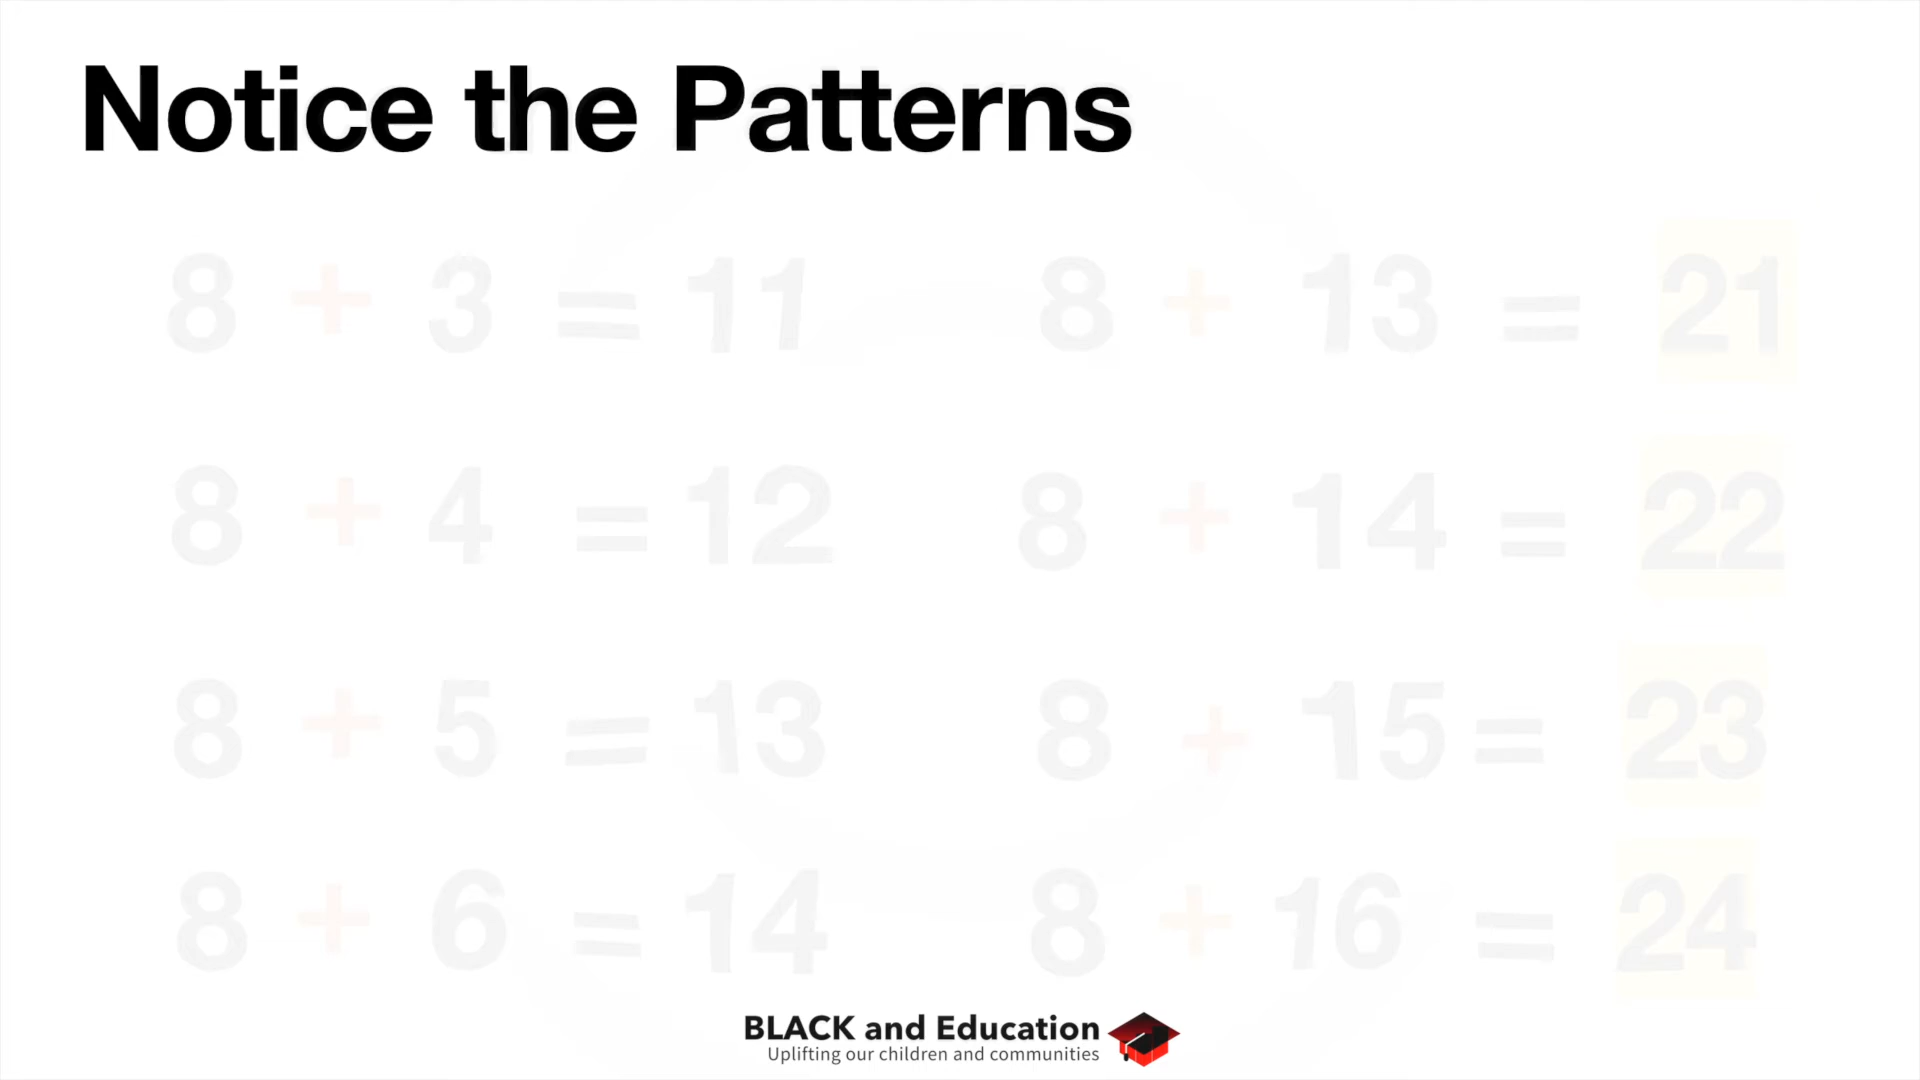 Notice the Patterns
8 + 3 = 11
8 + 13 = 21
8 + 4 = 12
8 + 14 = 22
8 + 5 = 13
8 + 15 = 23
8 + 6 = 14
8 + 16 = 24
BLACK and Education
Uplifting our children and communities